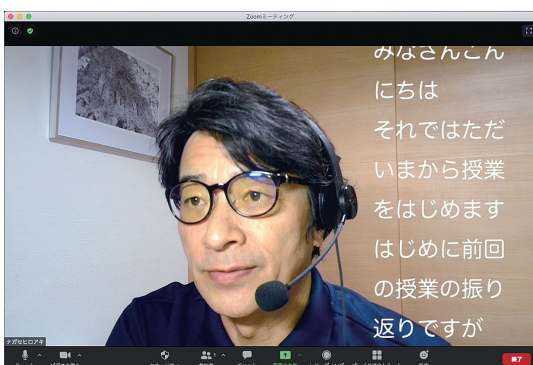 Zoomミーティング
みなさんこん
にちは
それではただ
いまから授業
をはじめます
はじめに前回
の授業の振り
返りですが
ナガセヒロアキ
1
終了